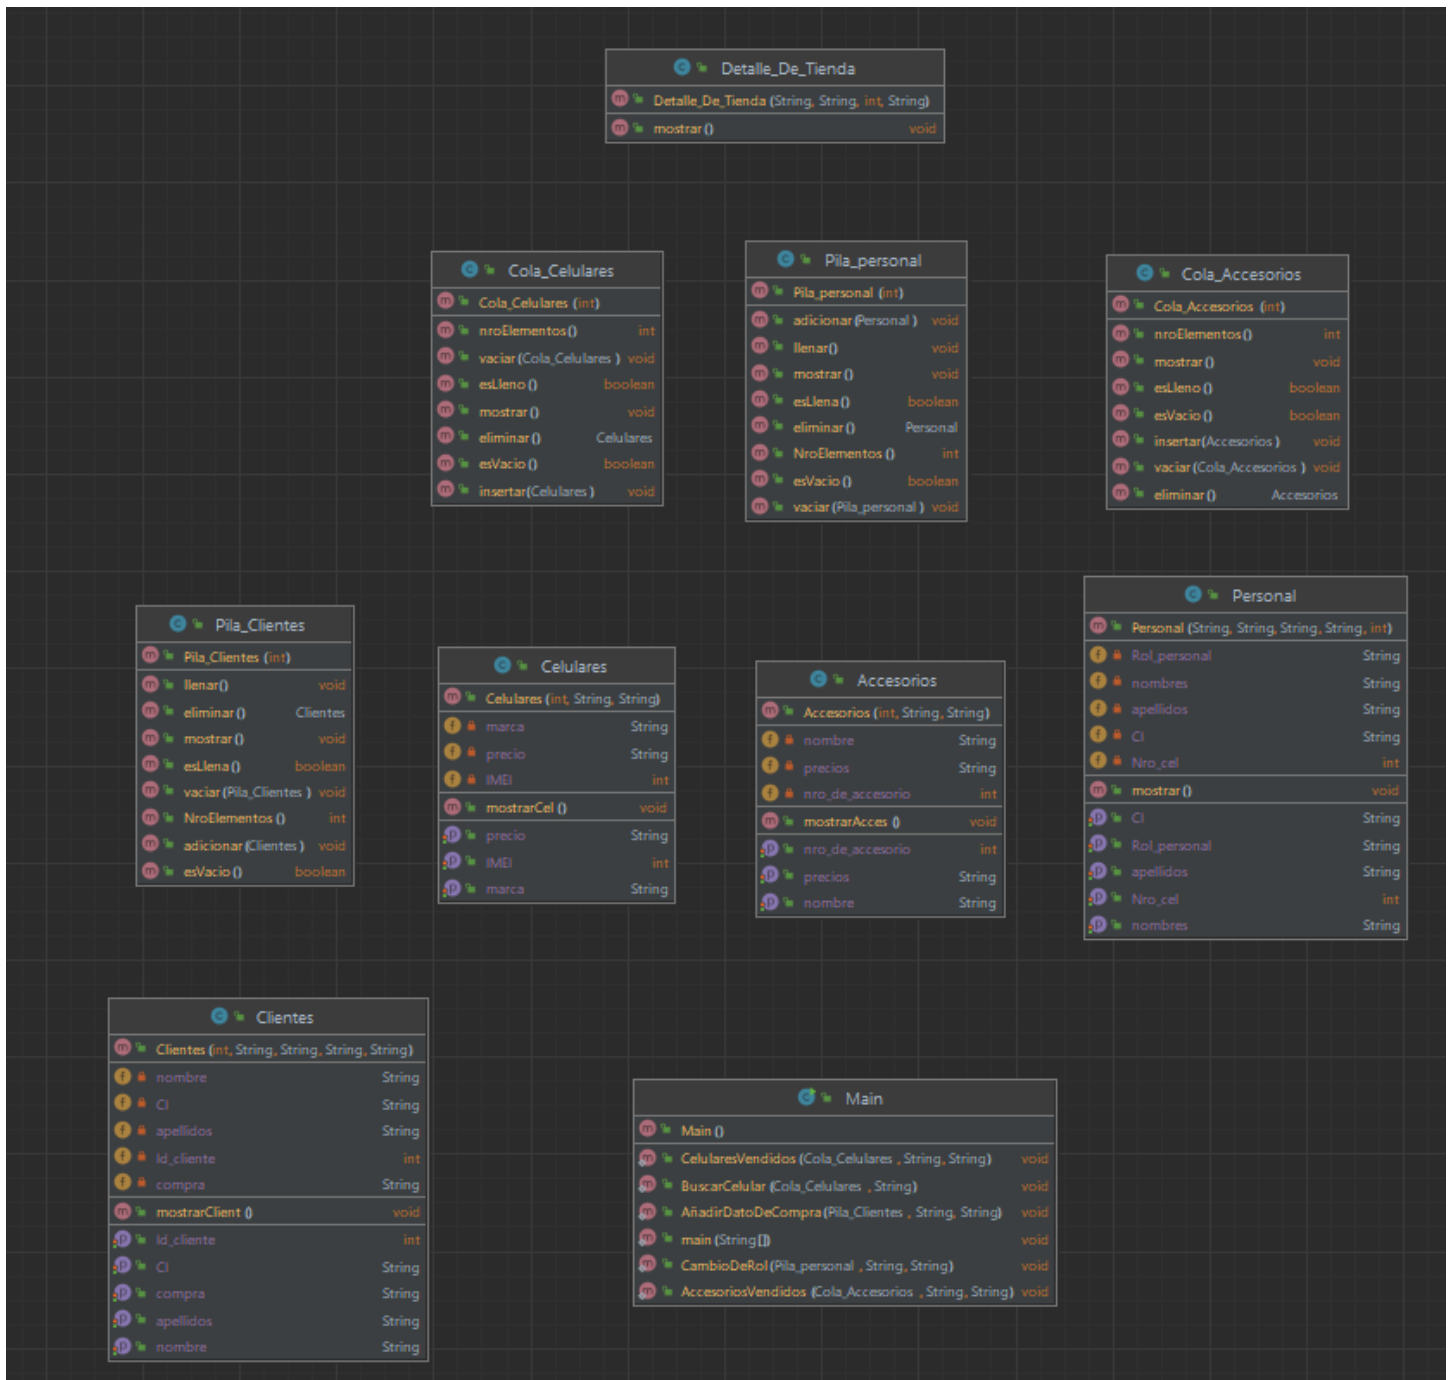 Detalle_De_Tienda
Detalle_De_Tienda (String, String, int, String)
mostrar () void
Cola_Celulares
Cola_Celulares (int)
nroElementos () int
vaciar (Cola_Celulares ) void
esLleno () boolean
mostrar () void
eliminar () Celulares
esVacio () boolean
insertar(Celulares ) void
Pila_personal
Pila_personal (int)
adicionar (Personal ) void
llenar() void
mostrar () void
esLlena () boolean
eliminar () Personal
NroElementos () int
esVacio () boolean
vaciar (Pila_personal ) void
Cola_Accesorios
Cola_Accesorios (int)
nroElementos () int
mostrar () void
esLleno () boolean
esVacio () boolean
insertar(Accesorios ) void
vaciar (Cola_Accesorios ) void
eliminar () Accesorios
Pila_Clientes
Pila_Clientes (int)
llenar() void
eliminar () Clientes
mostrar () void
esLlena () boolean
vaciar (Pila_Clientes ) void
NroElementos () int
adicionar (Clientes ) void
esVacio () boolean
Celulares
Celulares (int, String, String)
marca String
precio String
IMEI int
mostrarCel () void
precio String
IMEI int
marca String
Accesorios
Accesorios (int, String, String)
nombre String
precios String
nro_de_accesorio int
mostrarAcces () void
nro_de_accesorio int
precios String
nombre String
Personal
Personal (String, String, String, String, int)
Rol_personal String
nombres String
apellidos String
CI String
Nro_cel int
mostrar () void
CI String
Rol_personal String
apellidos String
Nro_cel int
nombres String
Clientes
Clientes (int, String, String, String, String)
nombre String
CI String
apellidos String
Id_cliente int
compra String
mostrarClient () void
Id_cliente int
CI String
compra String
apellidos String
nombre String
Main
Main ()
CelularesVendidos (Cola_Celulares , String, String) void
BuscarCelular (Cola_Celulares , String) void
AñadirDatoDeCompra (Pila_Clientes , String, String) void
main (String []) void
CambioDeRol (Pila_personal , String, String) void
AccesoriosVendidos (Cola_Accesorios , String, String) void